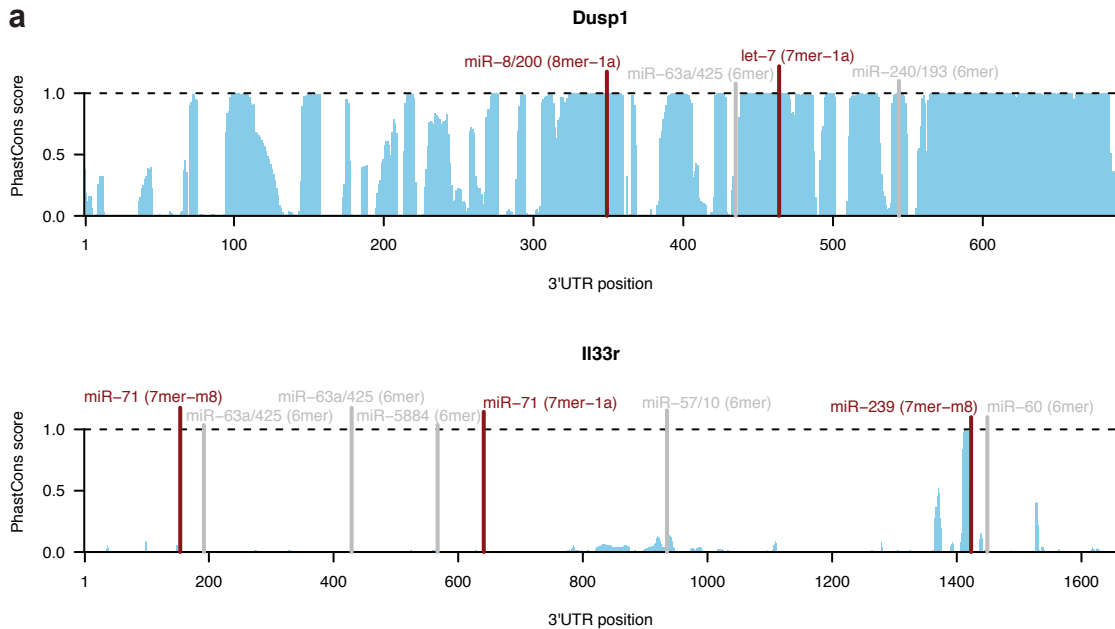 a
Dusp1
let−7 (7mer−1a)
miR−8/200 (8mer−1a)
miR−63a/425 (6mer)
miR−240/193 (6mer)
PhastCons score
1.0
0.5
0.0
1 100 200 300 400 500 600
3'UTR position
Il33r
miR−71 (7mer−m8)
miR−63a/425 (6mer)
miR−63a/425 (6mer)
miR−5884 (6mer)
miR−71 (7mer−1a)
miR−57/10 (6mer)
miR−239 (7mer−m8)
miR−60 (6mer)
PhastCons score
1.0
0.5
0.0
1 200 400 600 800 1000 1200 1400 1600
3'UTR position